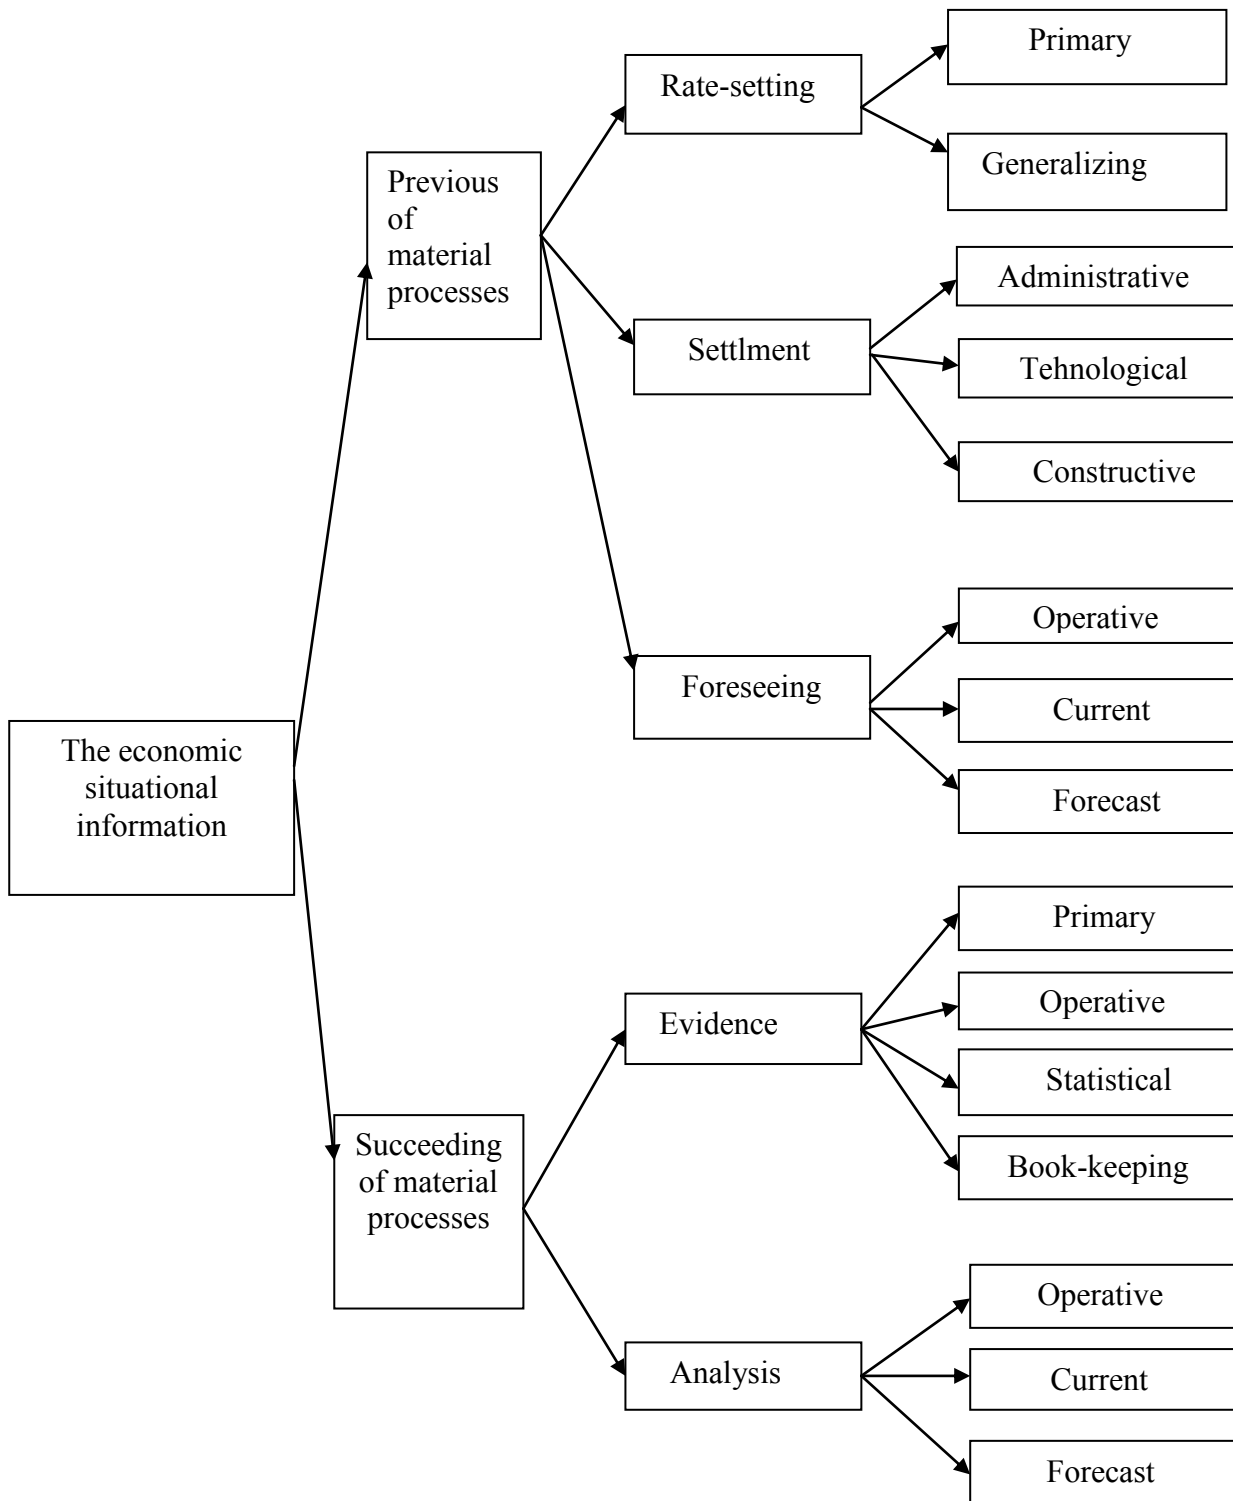 Primary
Rate-setting
Generalizing
Previous
of
material
processes
Administrative
Settlment
Tehnological
Constructive
Operative
Foreseeing
Current
The economic
situational
information
Forecast
Primary
Operative
Evidence
Statistical
Book-keeping
Succeeding
of material
processes
Operative
Analysis
Current
Forecast